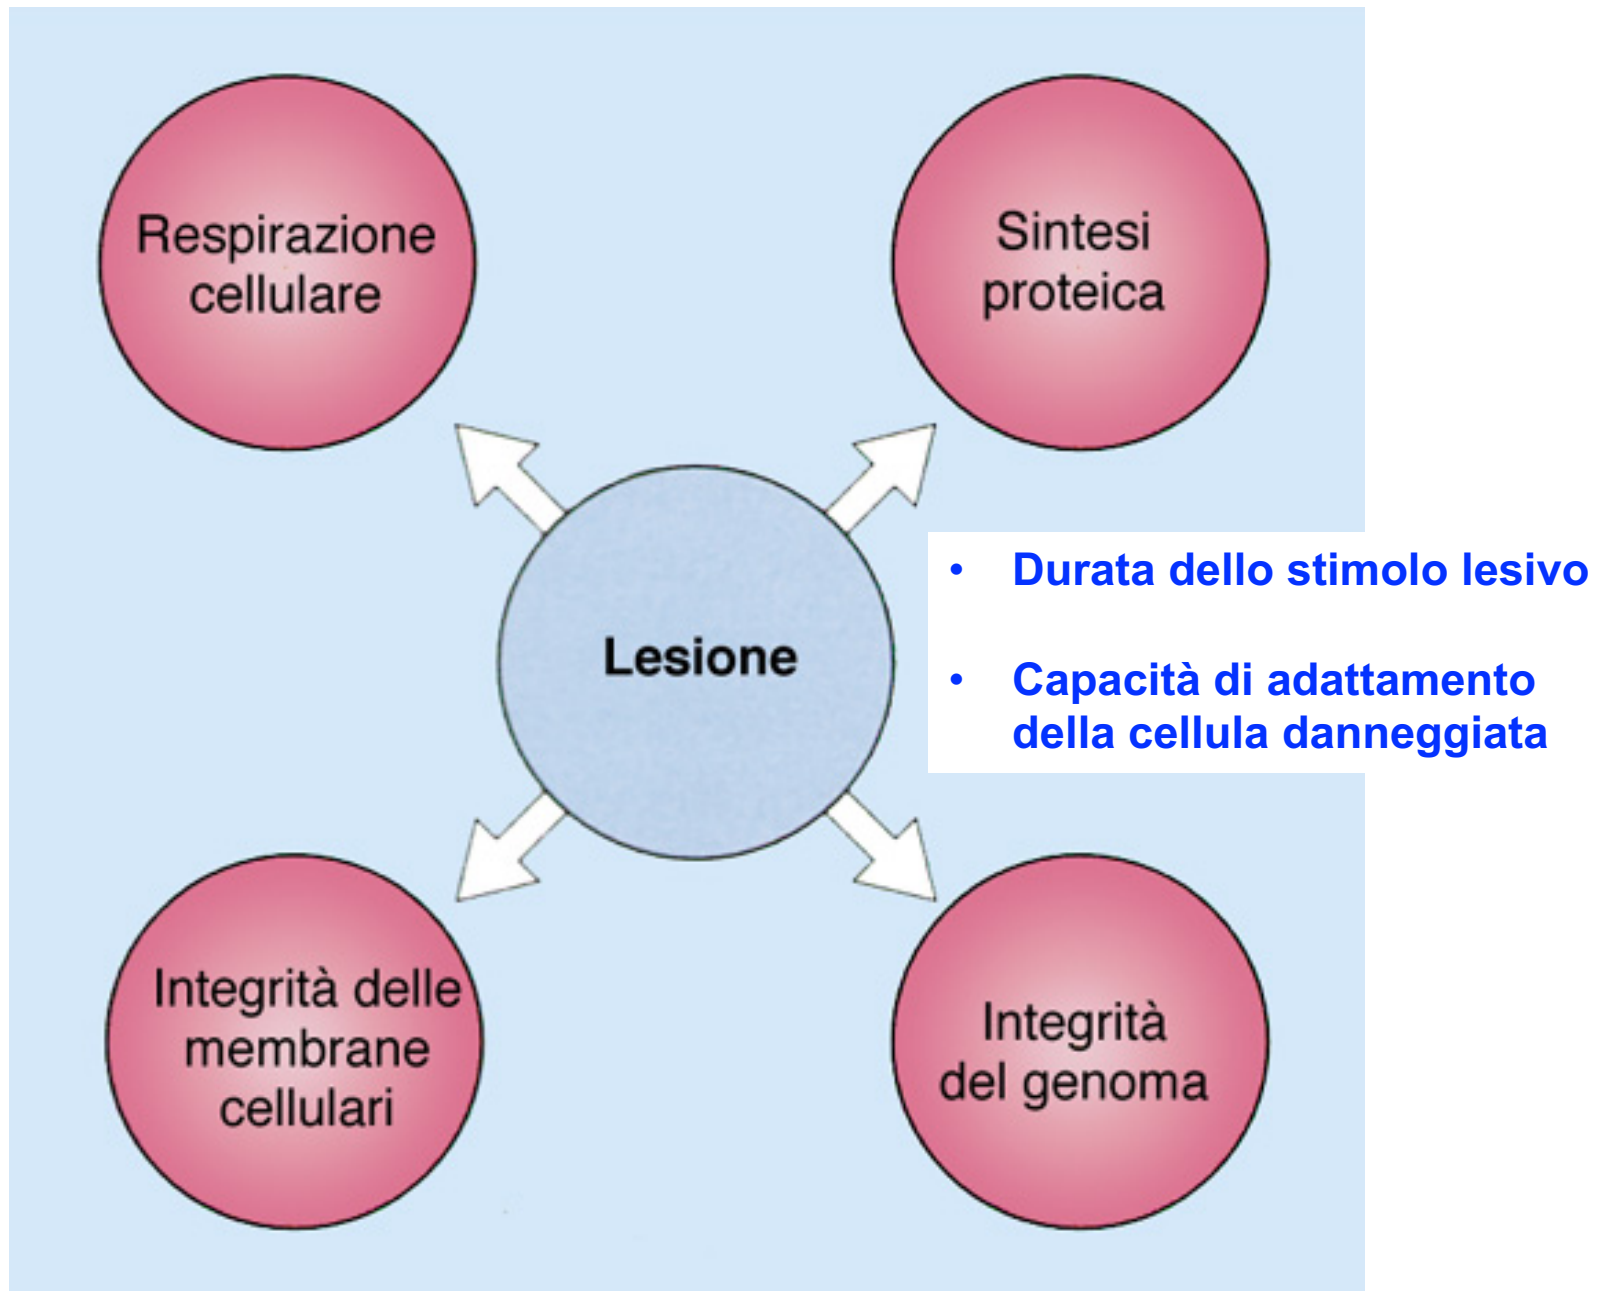 Respirazione
cellulare
Sintesi
proteica
Lesione
• Durata dello stimolo lesivo
• Capacità di adattamento
della cellula danneggiata
Integrità delle
membrane
cellulari
Integrità
del genoma